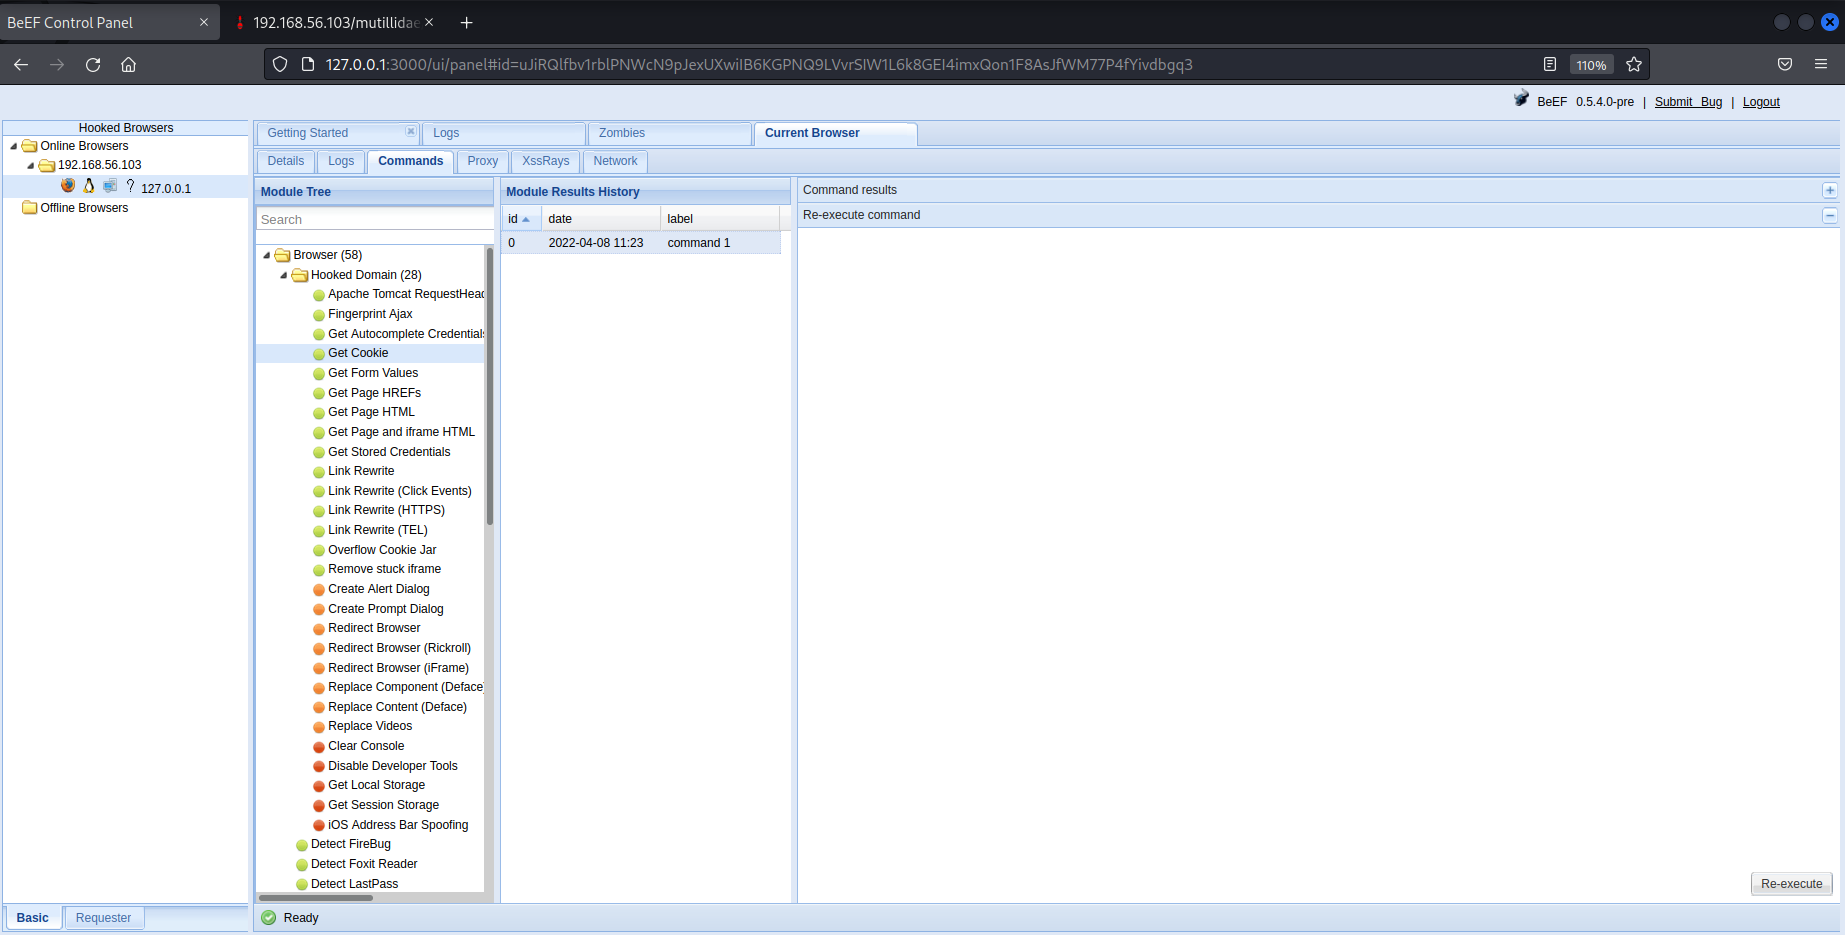 BeEF Control Panel
192.168.56.103/mutillidae
127.0.0.1:3000/ui/panel#id=uJiRQlfbv1rblPNWcN9pJexUXwiIB6KGPNQ9LVvrSIW1L6k8GEI4imxQon1F8AsJfWM77P4fYivdbgq3
110%
BeEF 0.5.4.0-pre | Submit Bug | Logout
Hooked Browsers
Online Browsers
192.168.56.103
? 127.0.0.1
Offline Browsers
Getting Started
Logs
Zombies
Current Browser
Details
Logs
Commands
Proxy
XssRays
Network
Module Tree
Search
Browser (58)
Hooked Domain (28)
Apache Tomcat RequestHead
Fingerprint Ajax
Get Autocomplete Credentials
Get Cookie
Get Form Values
Get Page HREFs
Get Page HTML
Get Page and iframe HTML
Get Stored Credentials
Link Rewrite
Link Rewrite (Click Events)
Link Rewrite (HTTPS)
Link Rewrite (TEL)
Overflow Cookie Jar
Remove stuck iframe
Create Alert Dialog
Create Prompt Dialog
Redirect Browser
Redirect Browser (Rickroll)
Redirect Browser (iFrame)
Replace Component (Deface)
Replace Content (Deface)
Replace Videos
Clear Console
Disable Developer Tools
Get Local Storage
Get Session Storage
iOS Address Bar Spoofing
Detect FireBug
Detect Foxit Reader
Detect LastPass
Module Results History
id date label
0 2022-04-08 11:23 command 1
Command results
Re-execute command
Re-execute
Basic
Requester
Ready